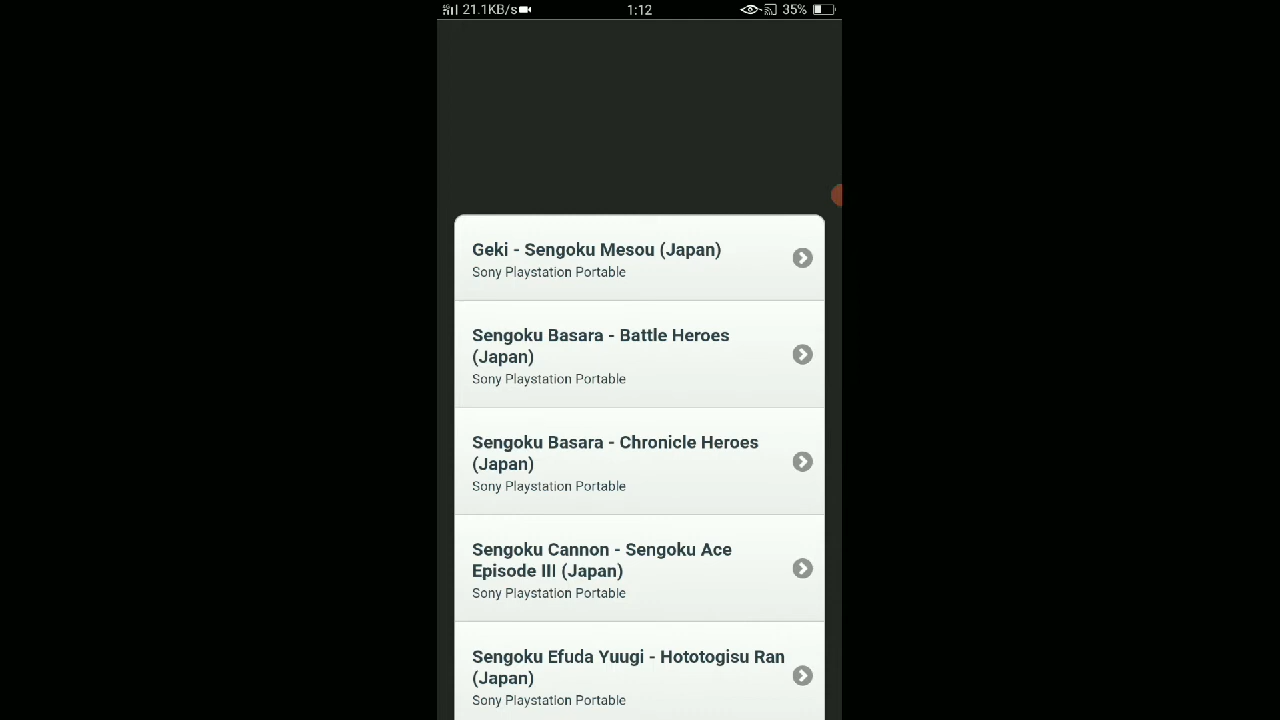 21.1KB/s 1:12 35%
Geki - Sengoku Mesou (Japan)
Sony Playstation Portable
Sengoku Basara - Battle Heroes
(Japan)
Sony Playstation Portable
Sengoku Basara - Chronicle Heroes
(Japan)
Sony Playstation Portable
Sengoku Cannon - Sengoku Ace
Episode III (Japan)
Sony Playstation Portable
Sengoku Efuda Yuugi - Hototogisu Ran
(Japan)
Sony Playstation Portable